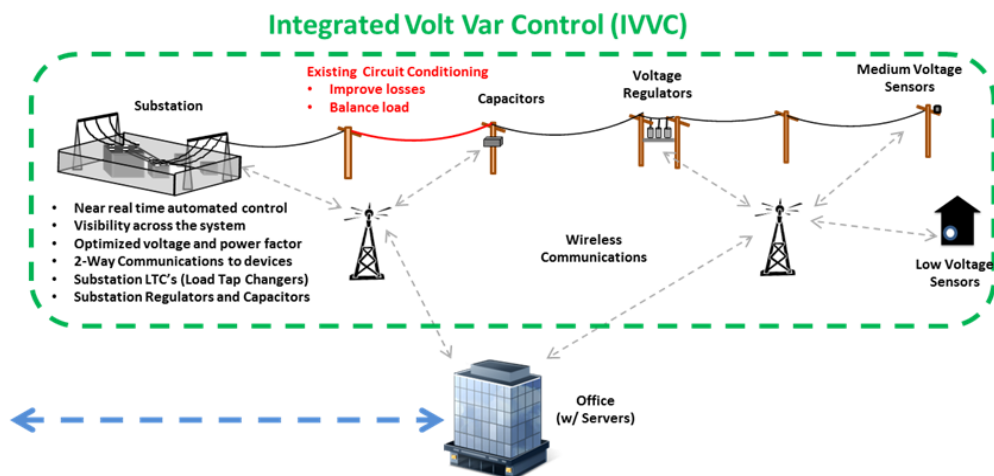 Integrated Volt Var Control (IVVC)
Existing Circuit Conditioning
• Improve losses
• Balance load
Substation
Capacitors
Voltage
Regulators
Medium Voltage
Sensors
• Near real time automated control
• Visibility across the system
• Optimized voltage and power factor
• 2-Way Communications to devices
• Substation LTC's (Load Tap Changers)
• Substation Regulators and Capacitors
Wireless
Communications
Low Voltage
Sensors
Office
(w/ Servers)